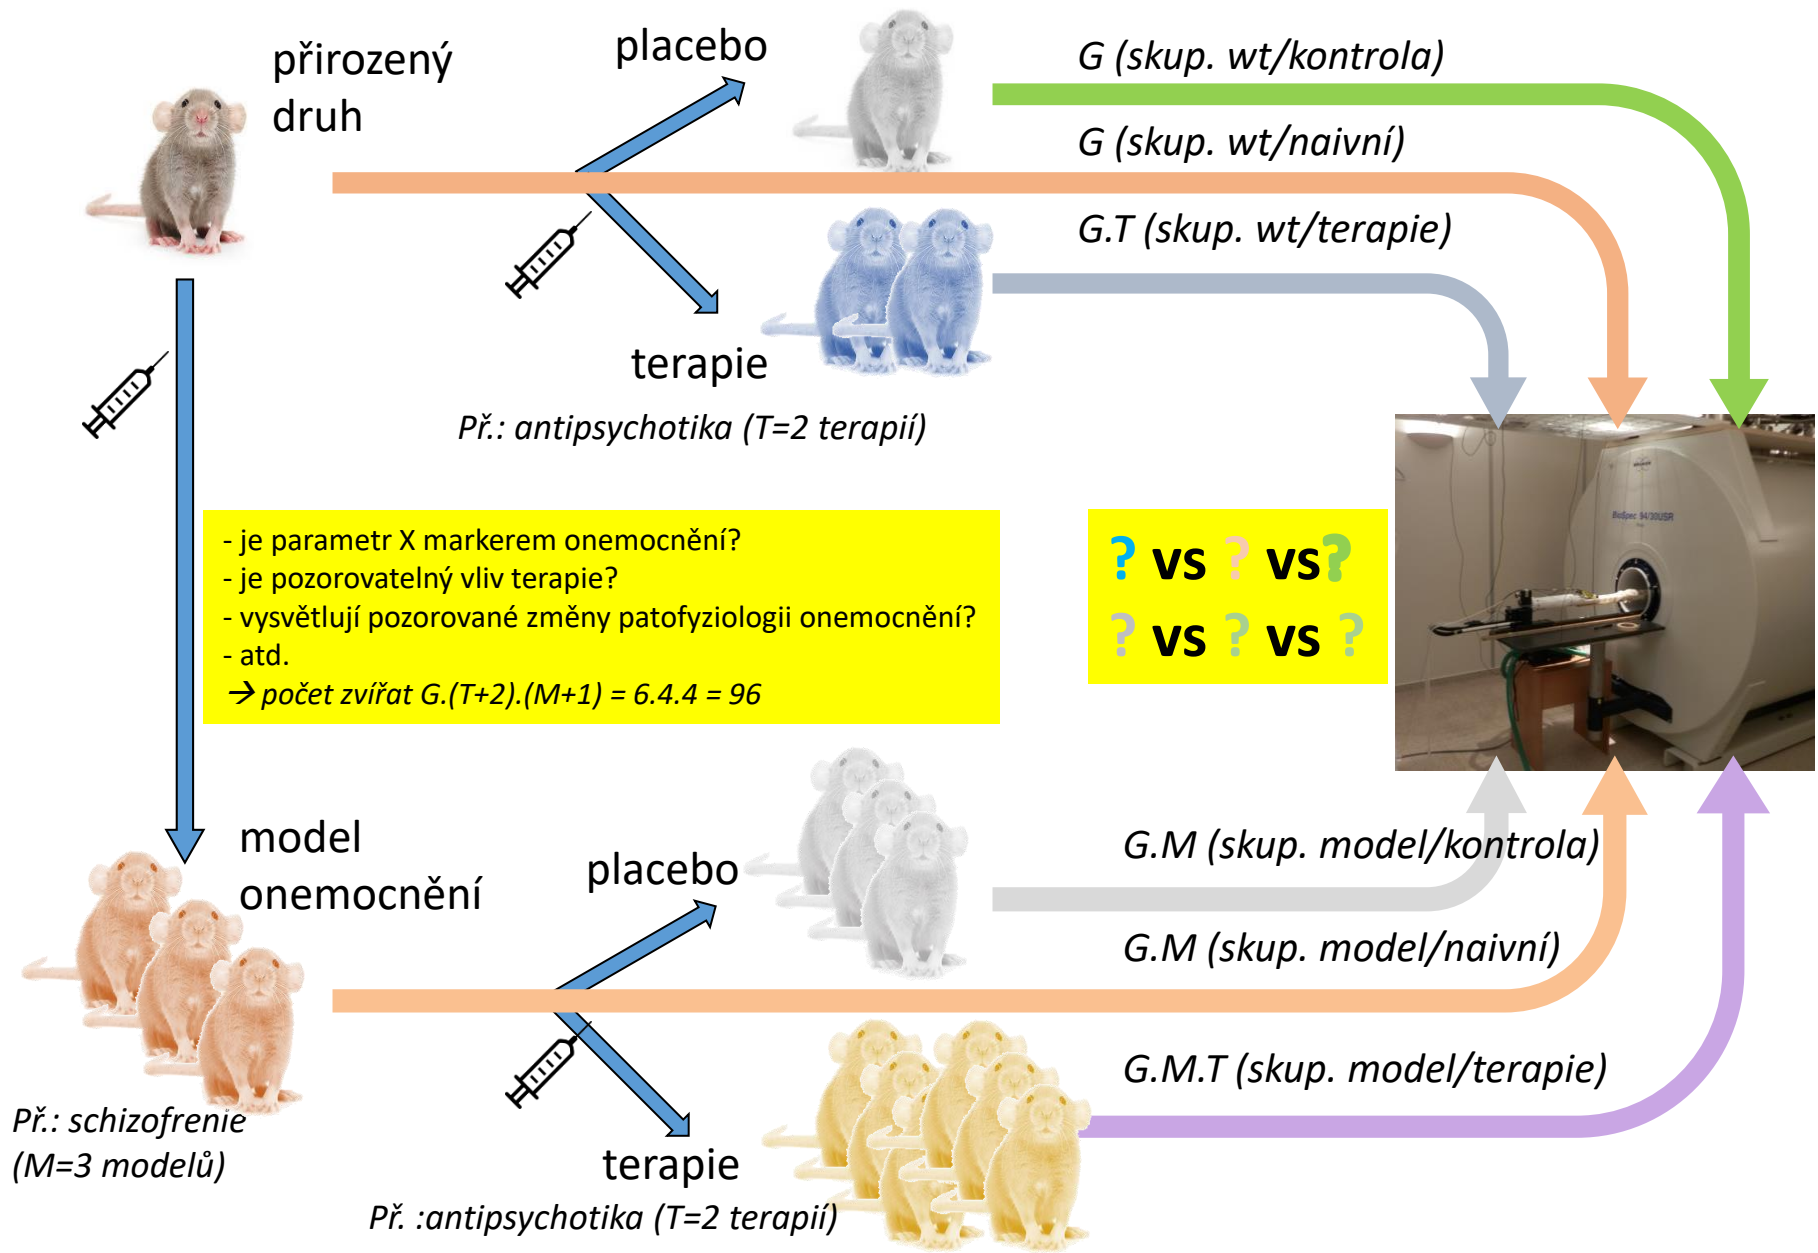 přirozený
druh
placebo
G (skup. wt/kontrola)
G (skup. wt/naivní)
G.T (skup. wt/terapie)
terapie
Př.: antipsychotika (T=2 terapií)
- je parametr X markerem onemocnění?
- je pozorovatelný vliv terapie?
- vysvětlují pozorované změny patofyziologii onemocnění?
- atd.
→ počet zvířat G.(T+2).(M+1) = 6.4.4 = 96
? vs ? vs?
? vs ? vs ?
BioSpec 94/30USR
model
onemocnění
placebo
G.M (skup. model/kontrola)
G.M (skup. model/naivní)
G.M.T (skup. model/terapie)
Př.: schizofrenie
(M=3 modelů)
terapie
Př. :antipsychotika (T=2 terapií)